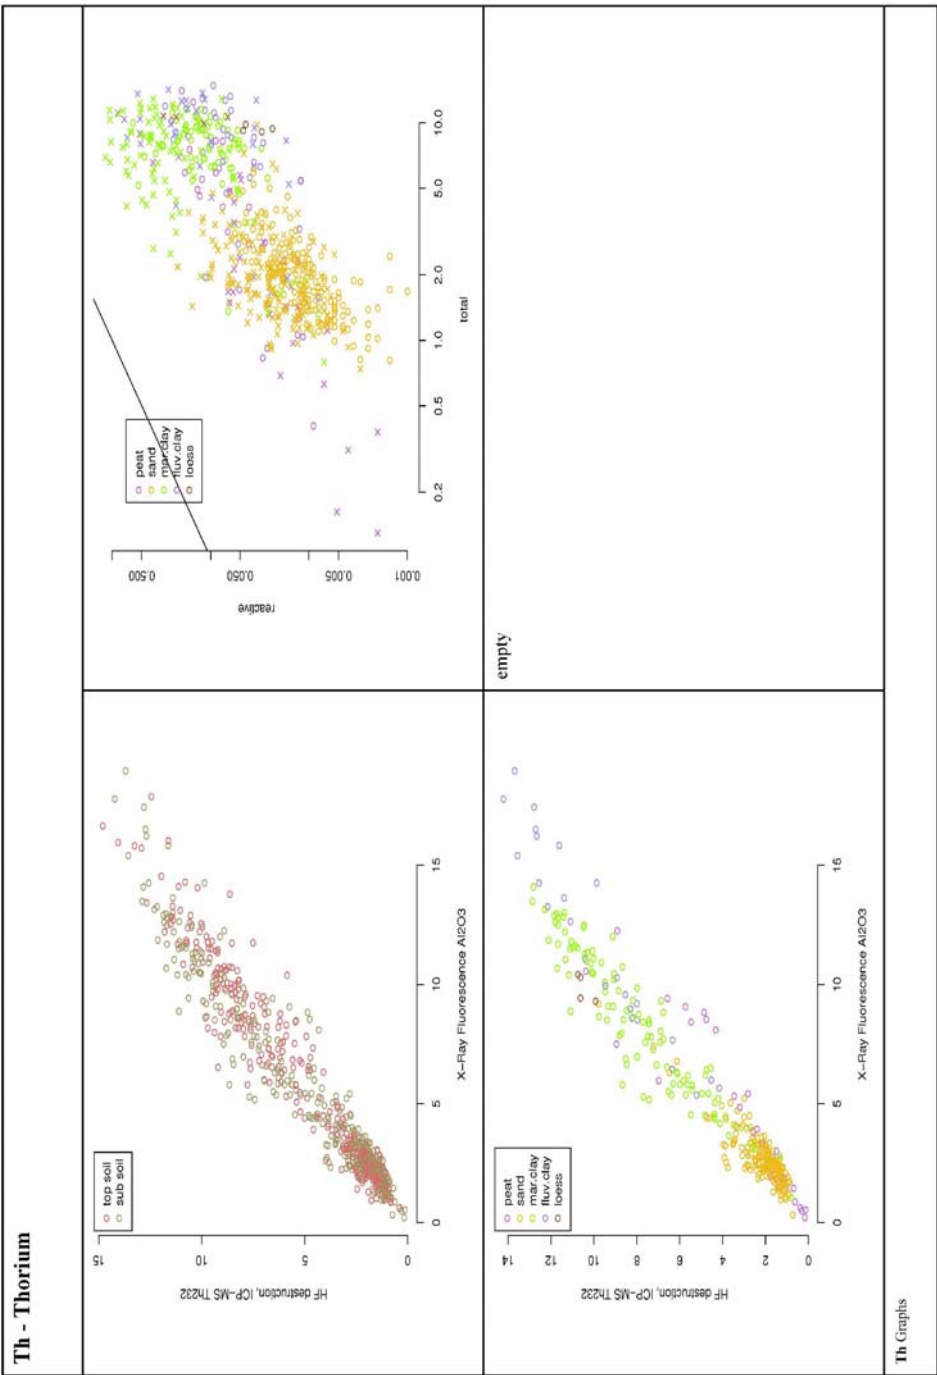 Th - Thorium
15
10
5
0
HF destruction, ICP-MS Th232
top soil
sub soil
0
5
10
15
X-Ray Fluorescence Al2O3
0.500
0.050
0.005
0.001
reactive
peat
sand
mar.clay
fluv.clay
loess
0.2
0.5
1.0
2.0
5.0
10.0
total
14
12
10
8
6
4
2
0
HF destruction, ICP-MS Th232
peat
sand
mar.clay
fluv.clay
loess
0
5
10
15
X-Ray Fluorescence Al2O3
empty
Th Graphs